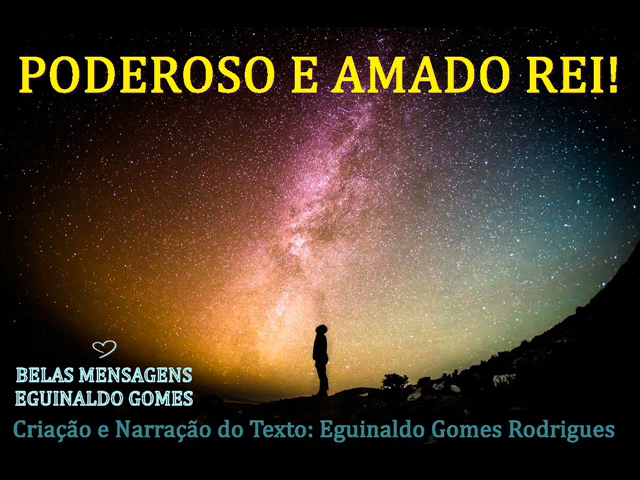 PODEROSO E AMADO REI!
BELAS MENSAGENS
EGUINALDO GOMES
Criação e Narração do Texto: Eguinaldo Gomes Rodrigues